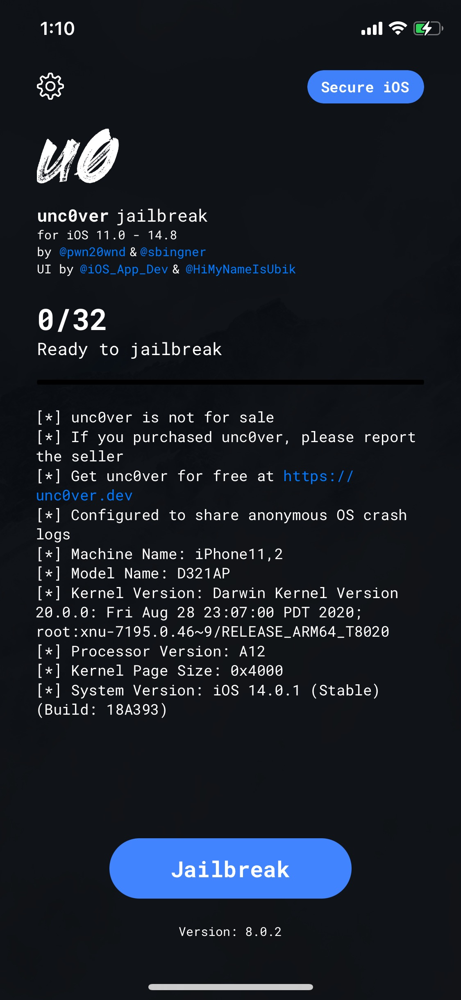 1:10
Secure iOS
u0
unc0ver jailbreak
for iOS 11.0 - 14.8
by @pwn20wnd & @sbingner
UI by @iOS_App_Dev & @HiMyNameIsUbik
0/32
Ready to jailbreak
[*] unc0ver is not for sale
[*] If you purchased unc0ver, please report
the seller
[*] Get unc0ver for free at https://
unc0ver.dev
[*] Configured to share anonymous OS crash
logs
[*] Machine Name: iPhone11,2
[*] Model Name: D321AP
[*] Kernel Version: Darwin Kernel Version
20.0.0: Fri Aug 28 23:07:00 PDT 2020;
root:xnu-7195.0.46~9/RELEASE_ARM64_T8020
[*] Processor Version: A12
[*] Kernel Page Size: 0x4000
[*] System Version: iOS 14.0.1 (Stable)
(Build: 18A393)
Jailbreak
Version: 8.0.2